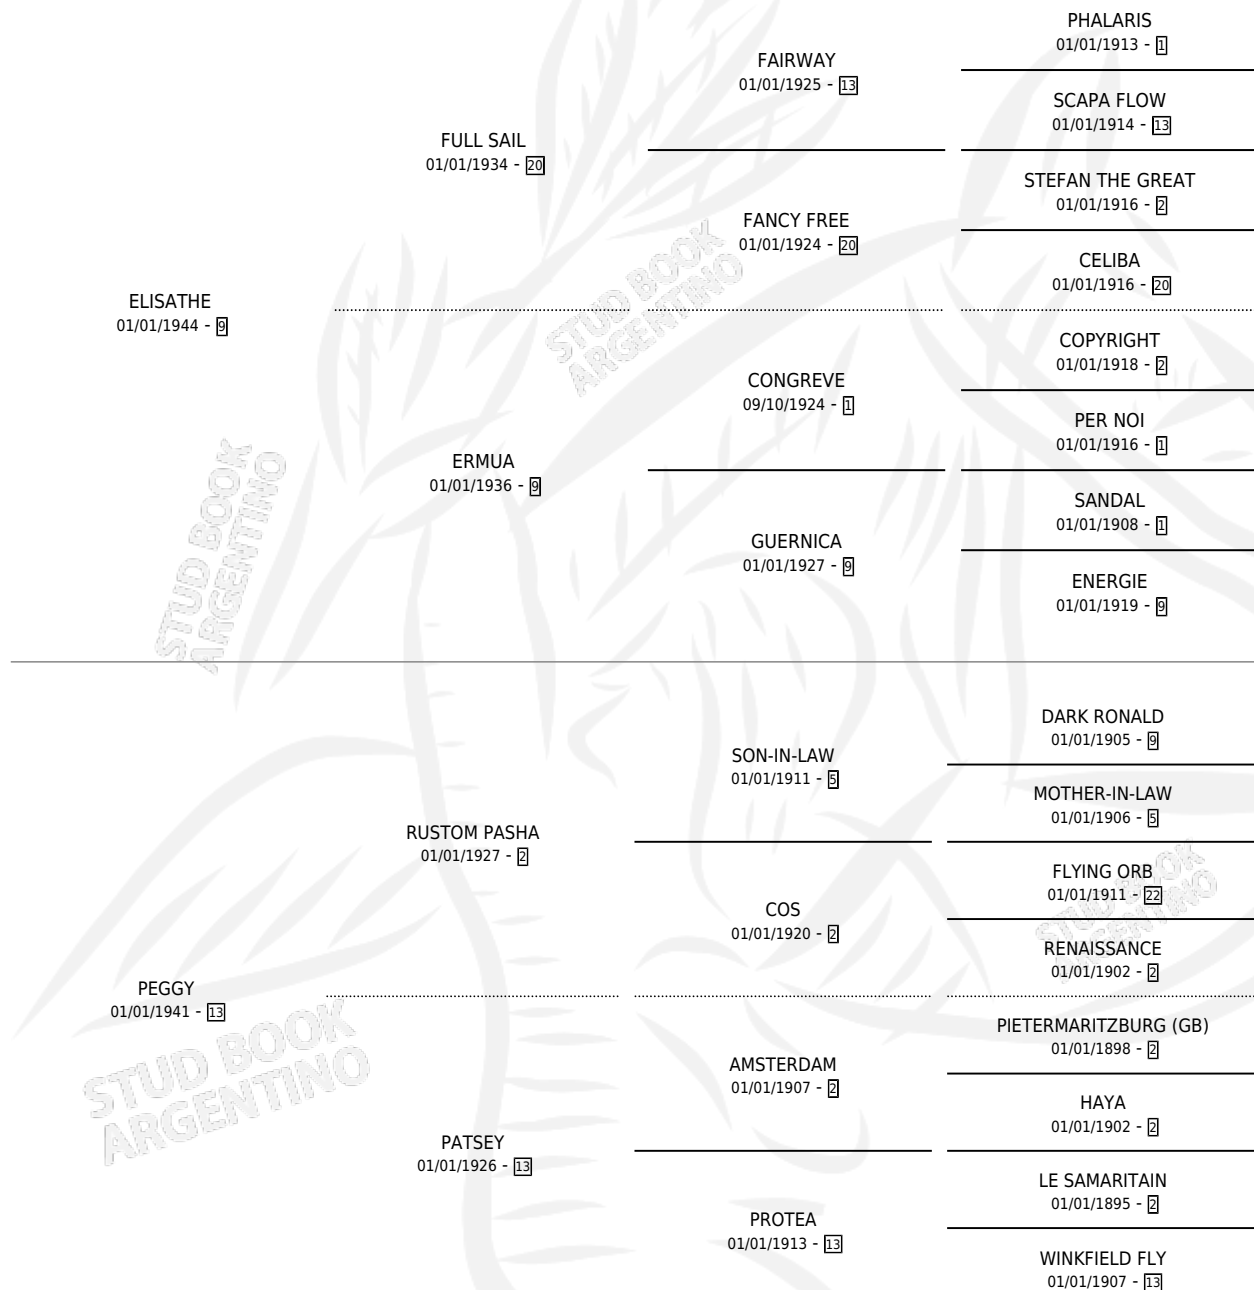 PHALARIS
01/01/1913 - 1
FAIRWAY
01/01/1925 - 13
SCAPA FLOW
01/01/1914 - 13
FULL SAIL
01/01/1934 - 20
STEFAN THE GREAT
01/01/1916 - 2
FANCY FREE
01/01/1924 - 20
CELIBA
01/01/1916 - 20
ELISATHE
01/01/1944 - 9
STUD BOOK
ARGENTINO
COPYRIGHT
01/01/1918 - 2
CONGREVE
09/10/1924 - 1
PER NOI
01/01/1916 - 1
ERMUA
01/01/1936 - 9
SANDAL
01/01/1908 - 1
GUERNICA
01/01/1927 - 9
ENERGIE
01/01/1919 - 9
STUD BOOK
ARGENTINO
DARK RONALD
01/01/1905 - 9
SON-IN-LAW
01/01/1911 - 5
MOTHER-IN-LAW
01/01/1906 - 5
RUSTOM PASHA
01/01/1927 - 2
FLYING ORB
01/01/1911 - 22
COS
01/01/1920 - 2
STUD BOOK
ARGENTINO
RENAISSANCE
01/01/1902 - 2
PEGGY
01/01/1941 - 13
PIETERMARITZBURG (GB)
01/01/1898 - 2
STUD BOOK
ARGENTINO
AMSTERDAM
01/01/1907 - 2
HAYA
01/01/1902 - 2
PATSEY
01/01/1926 - 13
LE SAMARITAIN
01/01/1895 - 2
PROTEA
01/01/1913 - 13
WINKFIELD FLY
01/01/1907 - 13